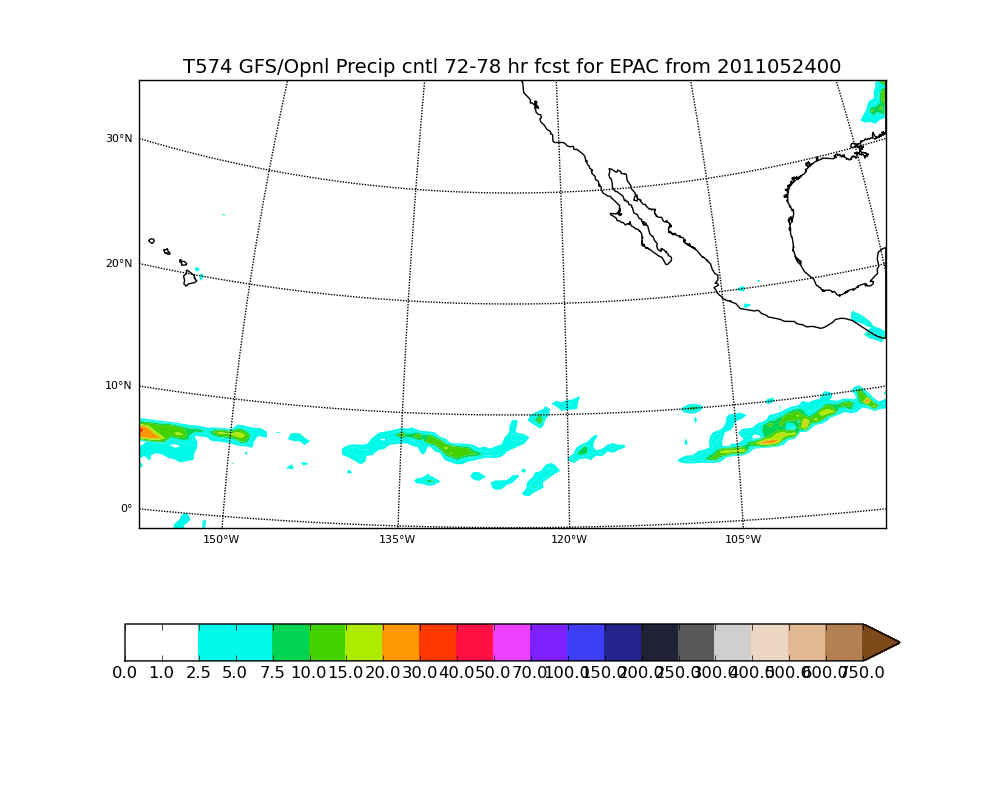 T574 GFS/Opnl Precip cntl 72-78 hr fcst for EPAC from 2011052400
30°N
20°N
10°N
0°
150°W 135°W 120°W 105°W
0.0 1.0 2.5 5.0 7.5 10.0 15.0 20.0 30.0 40.0 50.0 70.0 100.0 150.0 200.0 250.0 300.0 400.0 500.0 600.0 750.0